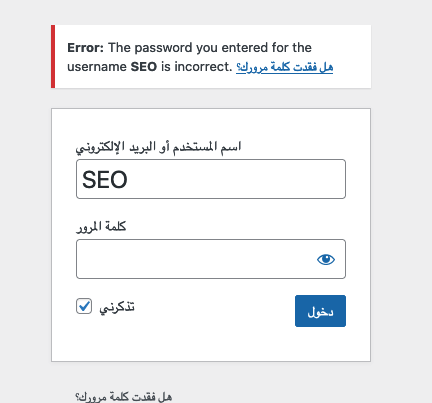 Error: The password you entered for the
username SEO is incorrect. هل فقدت كلمة مرورك؟
اسم المستخدم أو البريد الإلكتروني
SEO
كلمة المرور
تذكرني
دخول
هل فقدت كلمة مرورك؟